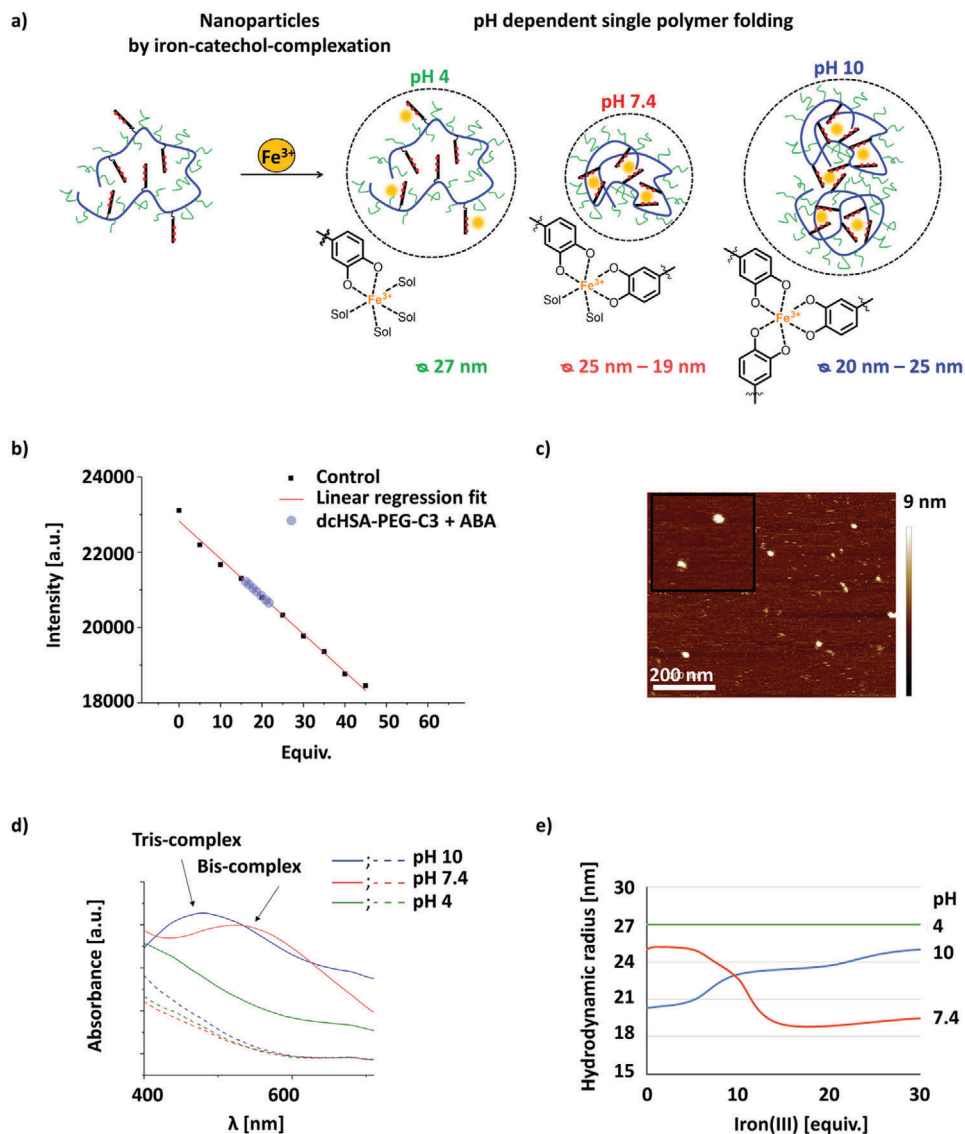 a)
Nanoparticles
by iron-catechol-complexation
pH dependent single polymer folding
pH 4
pH 7.4
pH 10
Fe3+
O
O
Fe3+
Sol
Sol
Sol
Sol
O
O
O
O
Fe3+
Sol
Sol
O
O
O
O
Fe3+
O
O
⌀ 27 nm
⌀ 25 nm – 19 nm
⌀ 20 nm – 25 nm
b)
24000
22000
20000
18000
Intensity [a.u.]
Control
Linear regression fit
dcHSA-PEG-C3 + ABA
0 10 20 30 40 50 60
Equiv.
c)
9 nm
200 nm
d)
Tris-complex
Bis-complex
; pH 10
; pH 7.4
; pH 4
Absorbance [a.u.]
400 600
λ [nm]
e)
Hydrodynamic radius [nm]
30
27
24
21
18
15
pH
4
10
7.4
0 10 20 30
Iron(III) [equiv.]